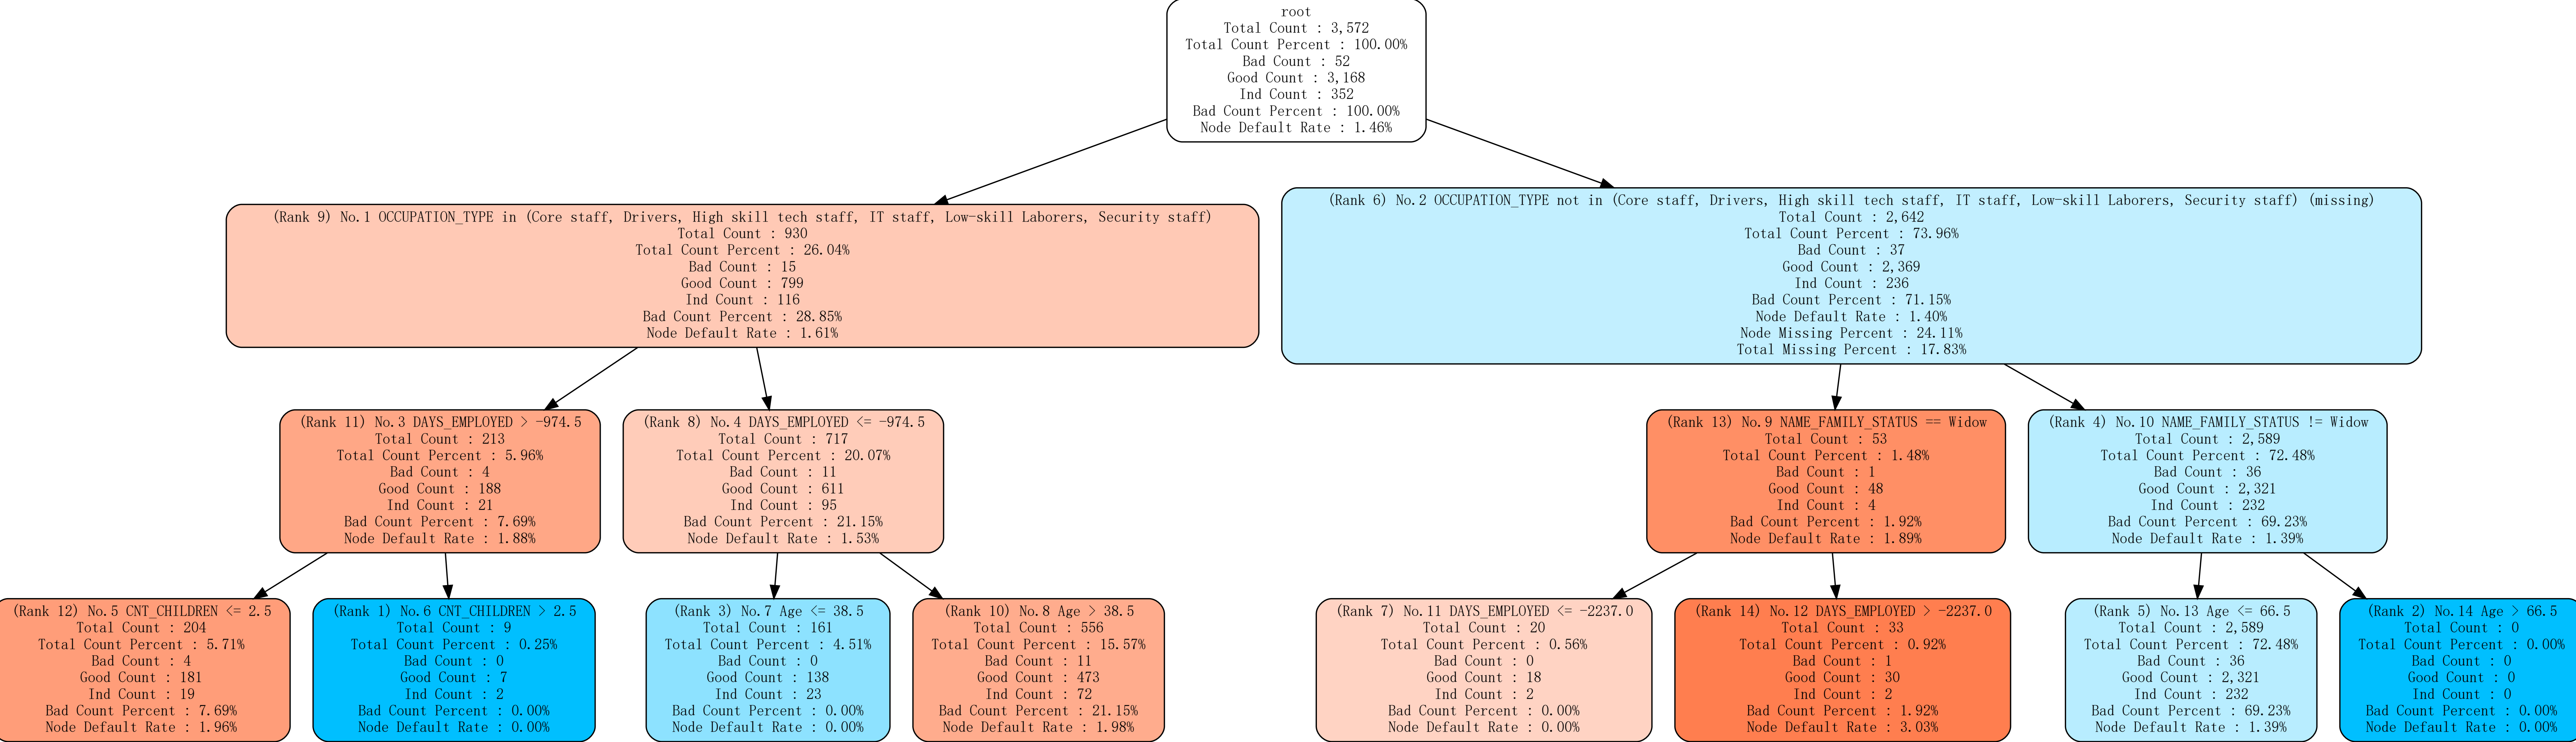 root
Total Count : 3,572
Total Count Percent : 100.00%
Bad Count : 52
Good Count : 3,168
Ind Count : 352
Bad Count Percent : 100.00%
Node Default Rate : 1.46%
(Rank 9) No.1 OCCUPATION_TYPE in (Core staff, Drivers, High skill tech staff, IT staff, Low-skill Laborers, Security staff)
Total Count : 930
Total Count Percent : 26.04%
Bad Count : 15
Good Count : 799
Ind Count : 116
Bad Count Percent : 28.85%
Node Default Rate : 1.61%
(Rank 6) No.2 OCCUPATION_TYPE not in (Core staff, Drivers, High skill tech staff, IT staff, Low-skill Laborers, Security staff) (missing)
Total Count : 2,642
Total Count Percent : 73.96%
Bad Count : 37
Good Count : 2,369
Ind Count : 236
Bad Count Percent : 71.15%
Node Default Rate : 1.40%
Node Missing Percent : 24.11%
Total Missing Percent : 17.83%
(Rank 11) No.3 DAYS_EMPLOYED > -974.5
Total Count : 213
Total Count Percent : 5.96%
Bad Count : 4
Good Count : 188
Ind Count : 21
Bad Count Percent : 7.69%
Node Default Rate : 1.88%
(Rank 8) No.4 DAYS_EMPLOYED <= -974.5
Total Count : 717
Total Count Percent : 20.07%
Bad Count : 11
Good Count : 611
Ind Count : 95
Bad Count Percent : 21.15%
Node Default Rate : 1.53%
(Rank 13) No.9 NAME_FAMILY_STATUS == Widow
Total Count : 53
Total Count Percent : 1.48%
Bad Count : 1
Good Count : 48
Ind Count : 4
Bad Count Percent : 1.92%
Node Default Rate : 1.89%
(Rank 4) No.10 NAME_FAMILY_STATUS != Widow
Total Count : 2,589
Total Count Percent : 72.48%
Bad Count : 36
Good Count : 2,321
Ind Count : 232
Bad Count Percent : 69.23%
Node Default Rate : 1.39%
(Rank 12) No.5 CNT_CHILDREN <= 2.5
Total Count : 204
Total Count Percent : 5.71%
Bad Count : 4
Good Count : 181
Ind Count : 19
Bad Count Percent : 7.69%
Node Default Rate : 1.96%
(Rank 1) No.6 CNT_CHILDREN > 2.5
Total Count : 9
Total Count Percent : 0.25%
Bad Count : 0
Good Count : 7
Ind Count : 2
Bad Count Percent : 0.00%
Node Default Rate : 0.00%
(Rank 3) No.7 Age <= 38.5
Total Count : 161
Total Count Percent : 4.51%
Bad Count : 0
Good Count : 138
Ind Count : 23
Bad Count Percent : 0.00%
Node Default Rate : 0.00%
(Rank 10) No.8 Age > 38.5
Total Count : 556
Total Count Percent : 15.57%
Bad Count : 11
Good Count : 473
Ind Count : 72
Bad Count Percent : 21.15%
Node Default Rate : 1.98%
(Rank 7) No.11 DAYS_EMPLOYED <= -2237.0
Total Count : 20
Total Count Percent : 0.56%
Bad Count : 0
Good Count : 18
Ind Count : 2
Bad Count Percent : 0.00%
Node Default Rate : 0.00%
(Rank 14) No.12 DAYS_EMPLOYED > -2237.0
Total Count : 33
Total Count Percent : 0.92%
Bad Count : 1
Good Count : 30
Ind Count : 2
Bad Count Percent : 1.92%
Node Default Rate : 3.03%
(Rank 5) No.13 Age <= 66.5
Total Count : 2,589
Total Count Percent : 72.48%
Bad Count : 36
Good Count : 2,321
Ind Count : 232
Bad Count Percent : 69.23%
Node Default Rate : 1.39%
(Rank 2) No.14 Age > 66.5
Total Count : 0
Total Count Percent : 0.00%
Bad Count : 0
Good Count : 0
Ind Count : 0
Bad Count Percent : 0.00%
Node Default Rate : 0.00%